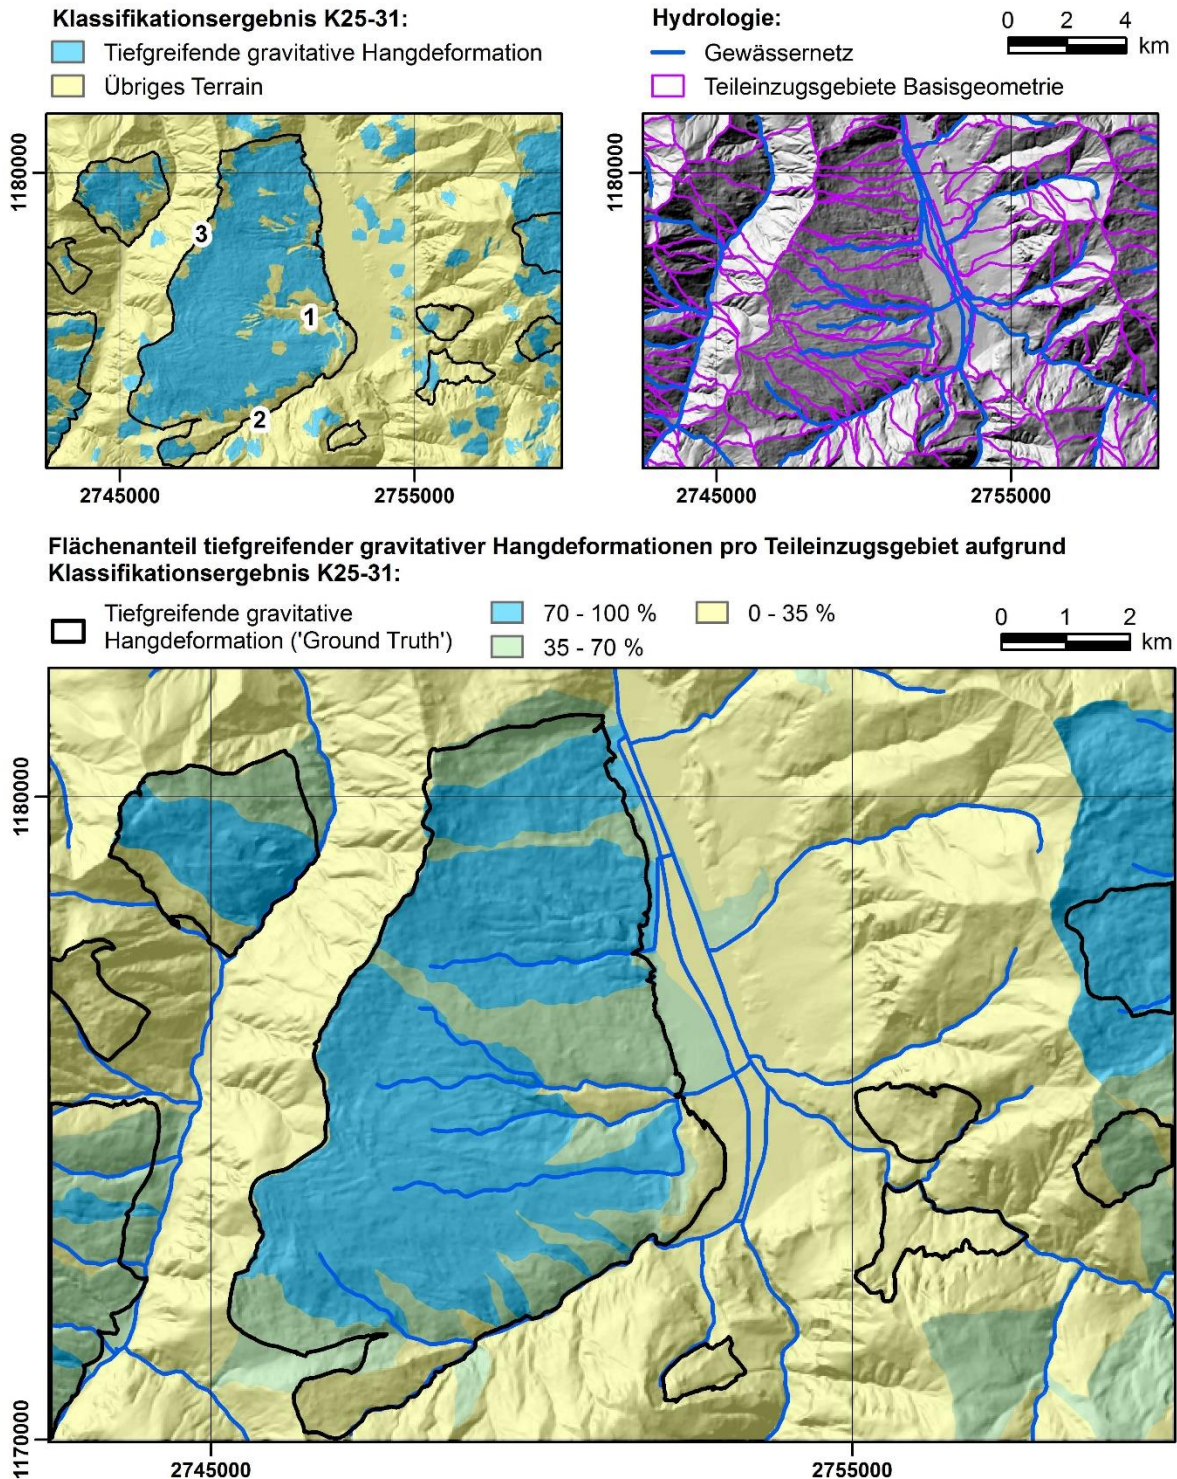 Klassifikationsergebnis K25-31:
Tiefgreifende gravitative Hangdeformation
Übriges Terrain
Hydrologie:
Gewässernetz
Teileinzugsgebiete Basisgeometrie
0 2 4
km
1180000
3
1
2
2745000 2755000
1180000
2745000 2755000
Flächenanteil tiefgreifender gravitativer Hangdeformationen pro Teileinzugsgebiet aufgrund
Klassifikationsergebnis K25-31:
Tiefgreifende gravitative
Hangdeformation ('Ground Truth')
70 - 100 %
35 - 70 %
0 - 35 %
0 1 2
km
1180000
1170000
2745000 2755000